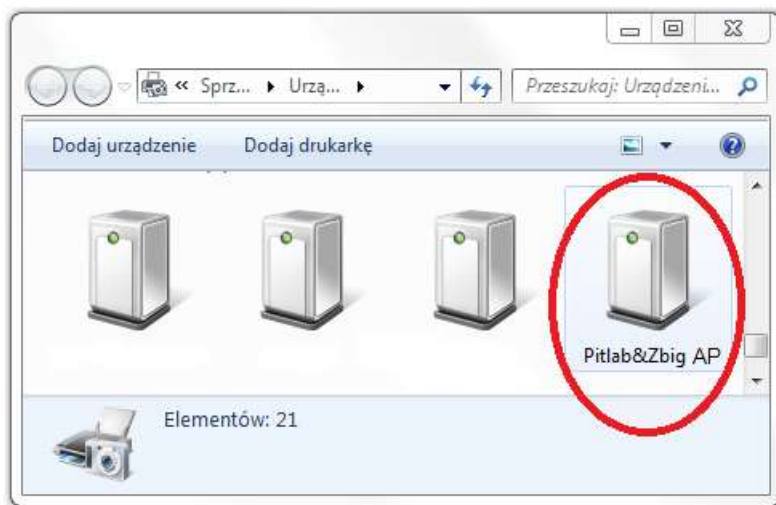 « Sprz... Urzą... Przeszukaj: Urządzeni...
Dodaj urządzenie Dodaj drukarkę
Pitlab&Zbig AP
Elementów: 21